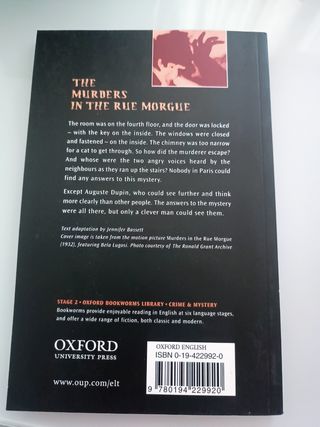 THE
MURDERS
IN THE RUE MORGUE
The room was on the fourth floor, and the door was locked
– with the key on the inside. The windows were closed
and fastened – on the inside. The chimney was too narrow
for a cat to get through. So how did the murderer escape?
And whose were the two angry voices heard by the
neighbours as they ran up the stairs? Nobody in Paris could
find any answers to this mystery.
Except Auguste Dupin, who could see further and think
more clearly than other people. The answers to the mystery
were all there, but only a clever man could see them.
Text adaptation by Jennifer Bassett
Cover image is taken from the motion picture Murders in the Rue Morgue
(1932), featuring Bela Lugosi. Photo courtesy of The Ronald Grant Archive
STAGE 2 • OXFORD BOOKWORMS LIBRARY • CRIME & MYSTERY
Bookworms provide enjoyable reading in English at six language stages,
and offer a wide range of fiction, both classic and modern.
OXFORD
UNIVERSITY PRESS
www.oup.com/elt
OXFORD ENGLISH
ISBN 0-19-422992-0
9 780194 229920